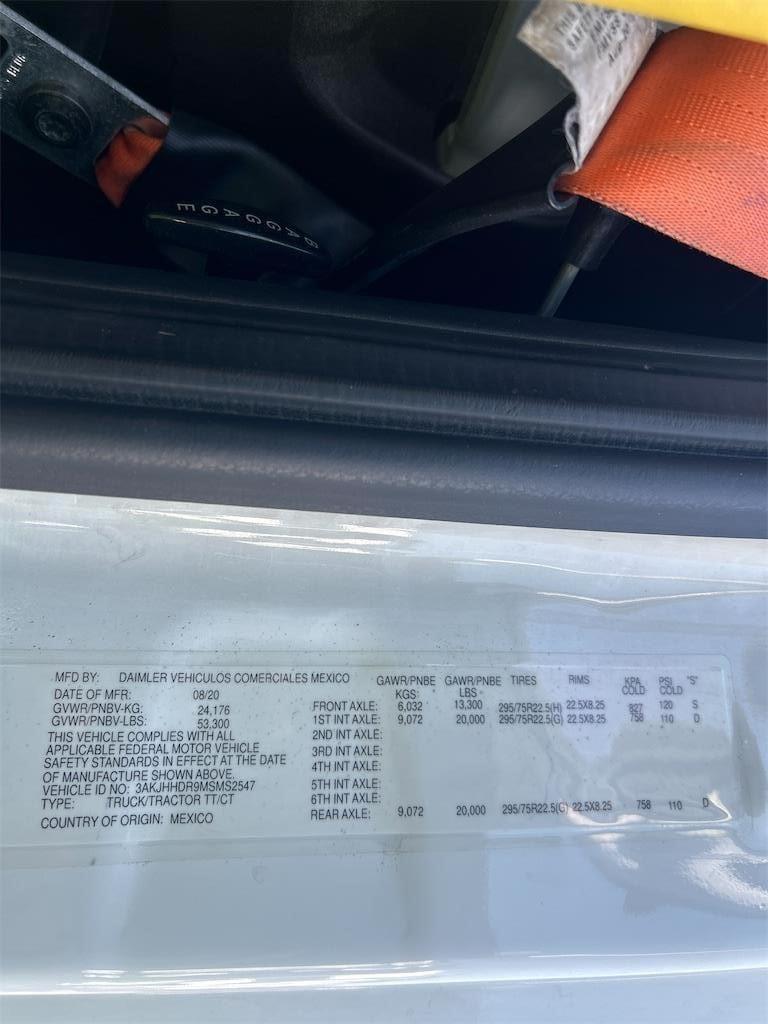 BAGGAGE
MFD BY: DAIMLER VEHICULOS COMERCIALES MEXICO
DATE OF MFR: 08/20
GVWR/PNBV-KG: 24,176
GVWR/PNBV-LBS: 53,300
THIS VEHICLE COMPLIES WITH ALL
APPLICABLE FEDERAL MOTOR VEHICLE
SAFETY STANDARDS IN EFFECT AT THE DATE
OF MANUFACTURE SHOWN ABOVE.
VEHICLE ID NO: 3AKJHHDR9MSMS2547
TYPE: TRUCK/TRACTOR TT/CT
COUNTRY OF ORIGIN: MEXICO
GAWR/PNBE KGS: GAWR/PNBE LBS TIRES RIMS KPA COLD PSI COLD "S"
FRONT AXLE: 6,032 13,300 295/75R22.5(H) 22.5X8.25 827 120 S
1ST INT AXLE: 9,072 20,000 295/75R22.5(G) 22.5X8.25 758 110 D
2ND INT AXLE:
3RD INT AXLE:
4TH INT AXLE:
5TH INT AXLE:
6TH INT AXLE:
REAR AXLE: 9,072 20,000 295/75R22.5(G) 22.5X8.25 758 110 D